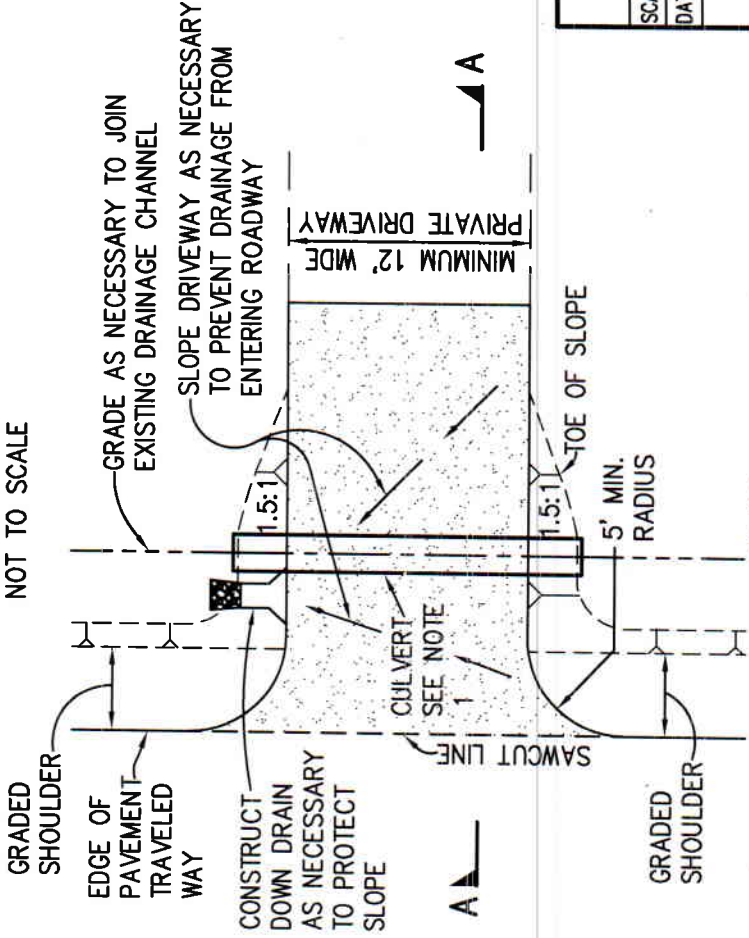 NOT TO SCALE
GRADED
SHOULDER
EDGE OF
PAVEMENT
TRAVELED
WAY
CONSTRUCT
DOWN DRAIN
AS NECESSARY
TO PROTECT
SLOPE
GRADE AS NECESSARY TO JOIN
EXISTING DRAINAGE CHANNEL
SLOPE DRIVEWAY AS NECESSARY
TO PREVENT DRAINAGE FROM
ENTERING ROADWAY
1.5:1
MINIMUM 12' WIDE
PRIVATE DRIVEWAY
CULVERT
SEE NOTE
1
SAWCUT LINE
1.5:1
TOE OF SLOPE
5' MIN.
RADIUS
GRADED
SHOULDER
A
A
SCA
DAT